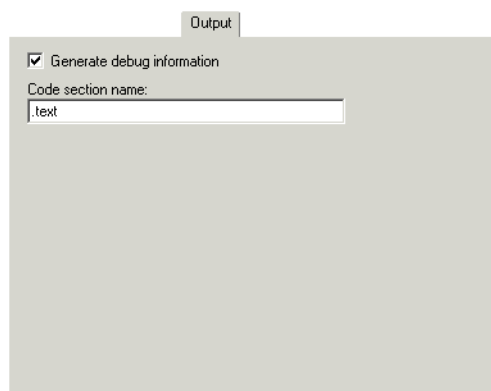 Output
Generate debug information
Code section name:
.text